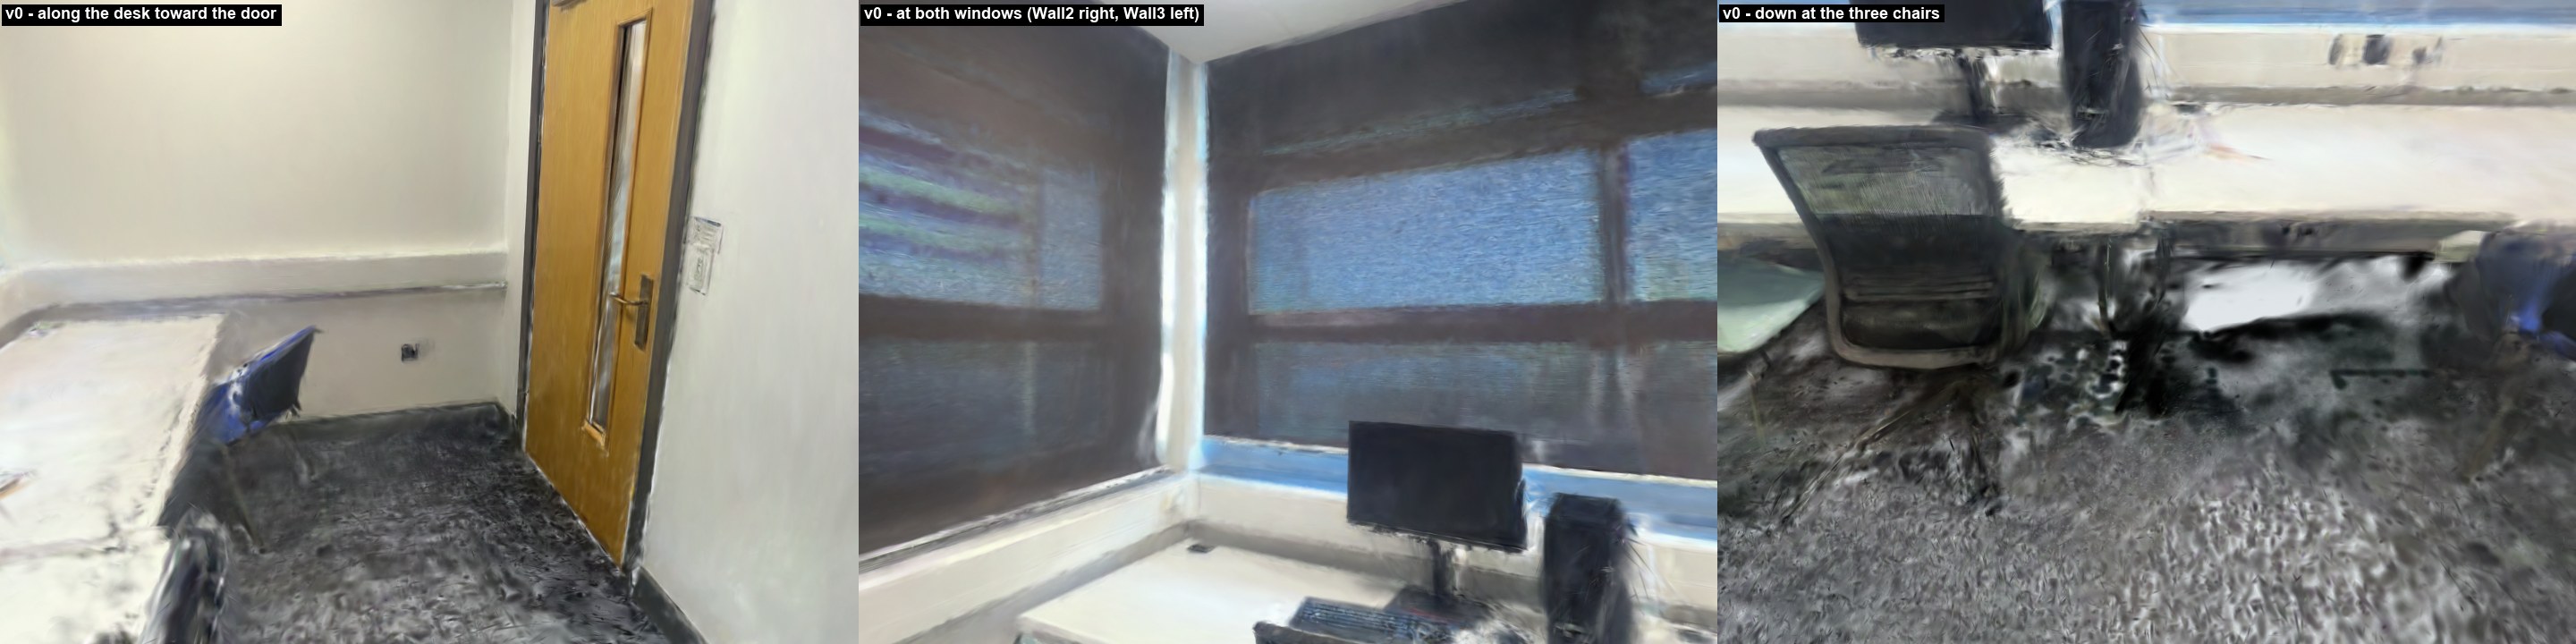 v0 - along the desk toward the door
v0 - at both windows (Wall2 right, Wall3 left)
v0 - down at the three chairs